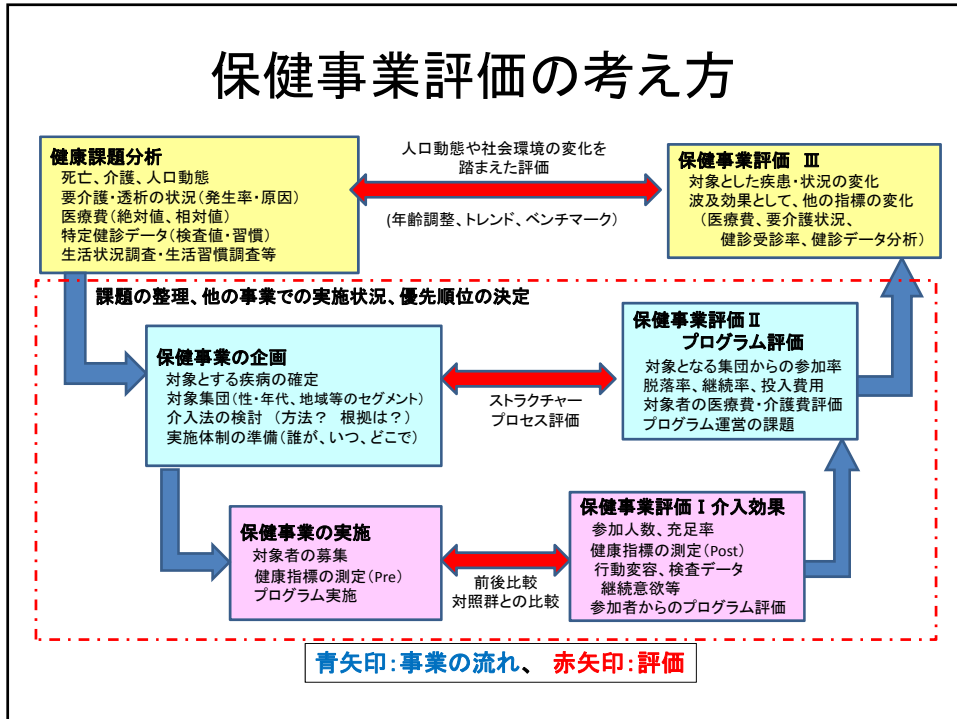 保健事業評価の考え方
健康課題分析
死亡、介護、人口動態
要介護・透析の状況(発生率・原因)
医療費(絶対値、相対値)
特定健診データ(検査値・習慣)
生活状況調査・生活習慣調査等
人口動態や社会環境の変化を
踏まえた評価
(年齢調整、トレンド、ベンチマーク)
保健事業評価 Ⅲ
対象とした疾患・状況の変化
波及効果として、他の指標の変化
(医療費、要介護状況、
健診受診率、健診データ分析)
課題の整理、他の事業での実施状況、優先順位の決定
保健事業の企画
対象とする疾病の確定
対象集団(性・年代、地域等のセグメント)
介入法の検討 (方法? 根拠は?)
実施体制の準備(誰が、いつ、どこで)
ストラクチャー
プロセス評価
保健事業評価Ⅱ
プログラム評価
対象となる集団からの参加率
脱落率、継続率、投入費用
対象者の医療費・介護費評価
プログラム運営の課題
保健事業の実施
対象者の募集
健康指標の測定(Pre)
プログラム実施
前後比較
対照群との比較
保健事業評価Ⅰ介入効果
参加人数、充足率
健康指標の測定(Post)
行動変容、検査データ
継続意欲等
参加者からのプログラム評価
青矢印:事業の流れ、 赤矢印:評価